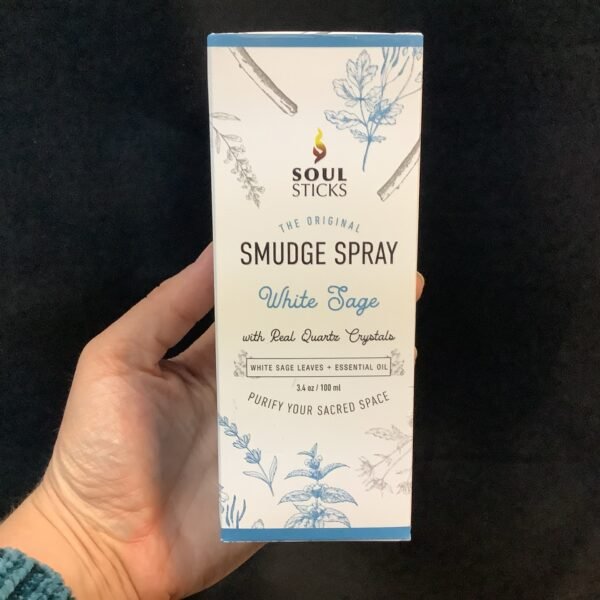 SOUL
STICKS
THE ORIGINAL
SMUDGE SPRAY
White Sage
with Real Quartz Crystals
WHITE SAGE LEAVES + ESSENTIAL OIL
3.4 oz / 100 ml
PURIFY YOUR SACRED SPACE